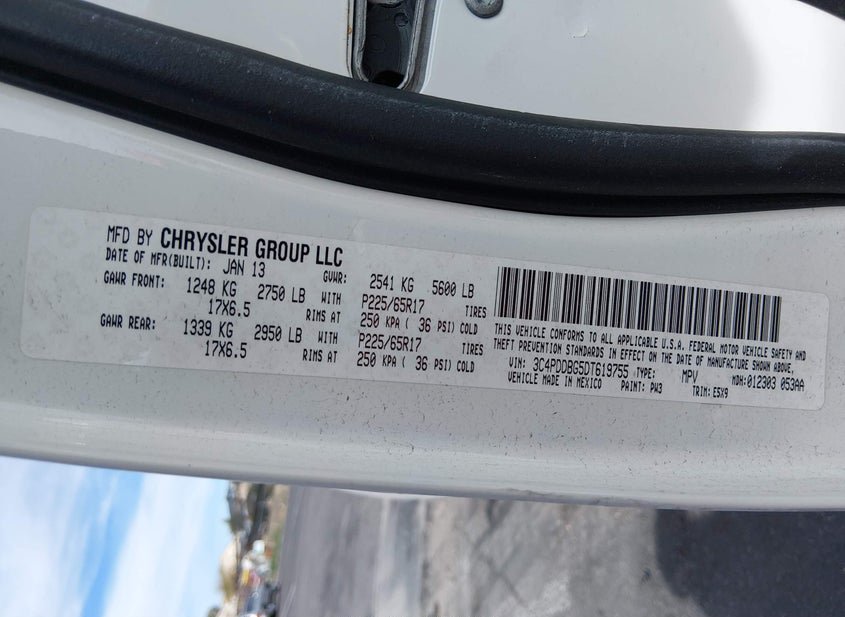 MFD BY CHRYSLER GROUP LLC
DATE OF MFR(BUILT): JAN 13 GVWR: 2541 KG 5600 LB
GAWR FRONT: 1248 KG 2750 LB WITH P225/65R17 TIRES
17X6.5 RIMS AT 250 KPA ( 36 PSI) COLD
GAWR REAR: 1339 KG 2950 LB WITH P225/65R17 TIRES
17X6.5 RIMS AT 250 KPA ( 36 PSI) COLD
THIS VEHICLE CONFORMS TO ALL APPLICABLE U.S.A. FEDERAL MOTOR VEHICLE SAFETY AND
THEFT PREVENTION STANDARDS IN EFFECT ON THE DATE OF MANUFACTURE SHOWN ABOVE.
VIN: 3C4PDDBG5DT619755 TYPE: MPV MDH: 012303 053AA
VEHICLE MADE IN MEXICO PAINT: PW3 TRIM: E5X9